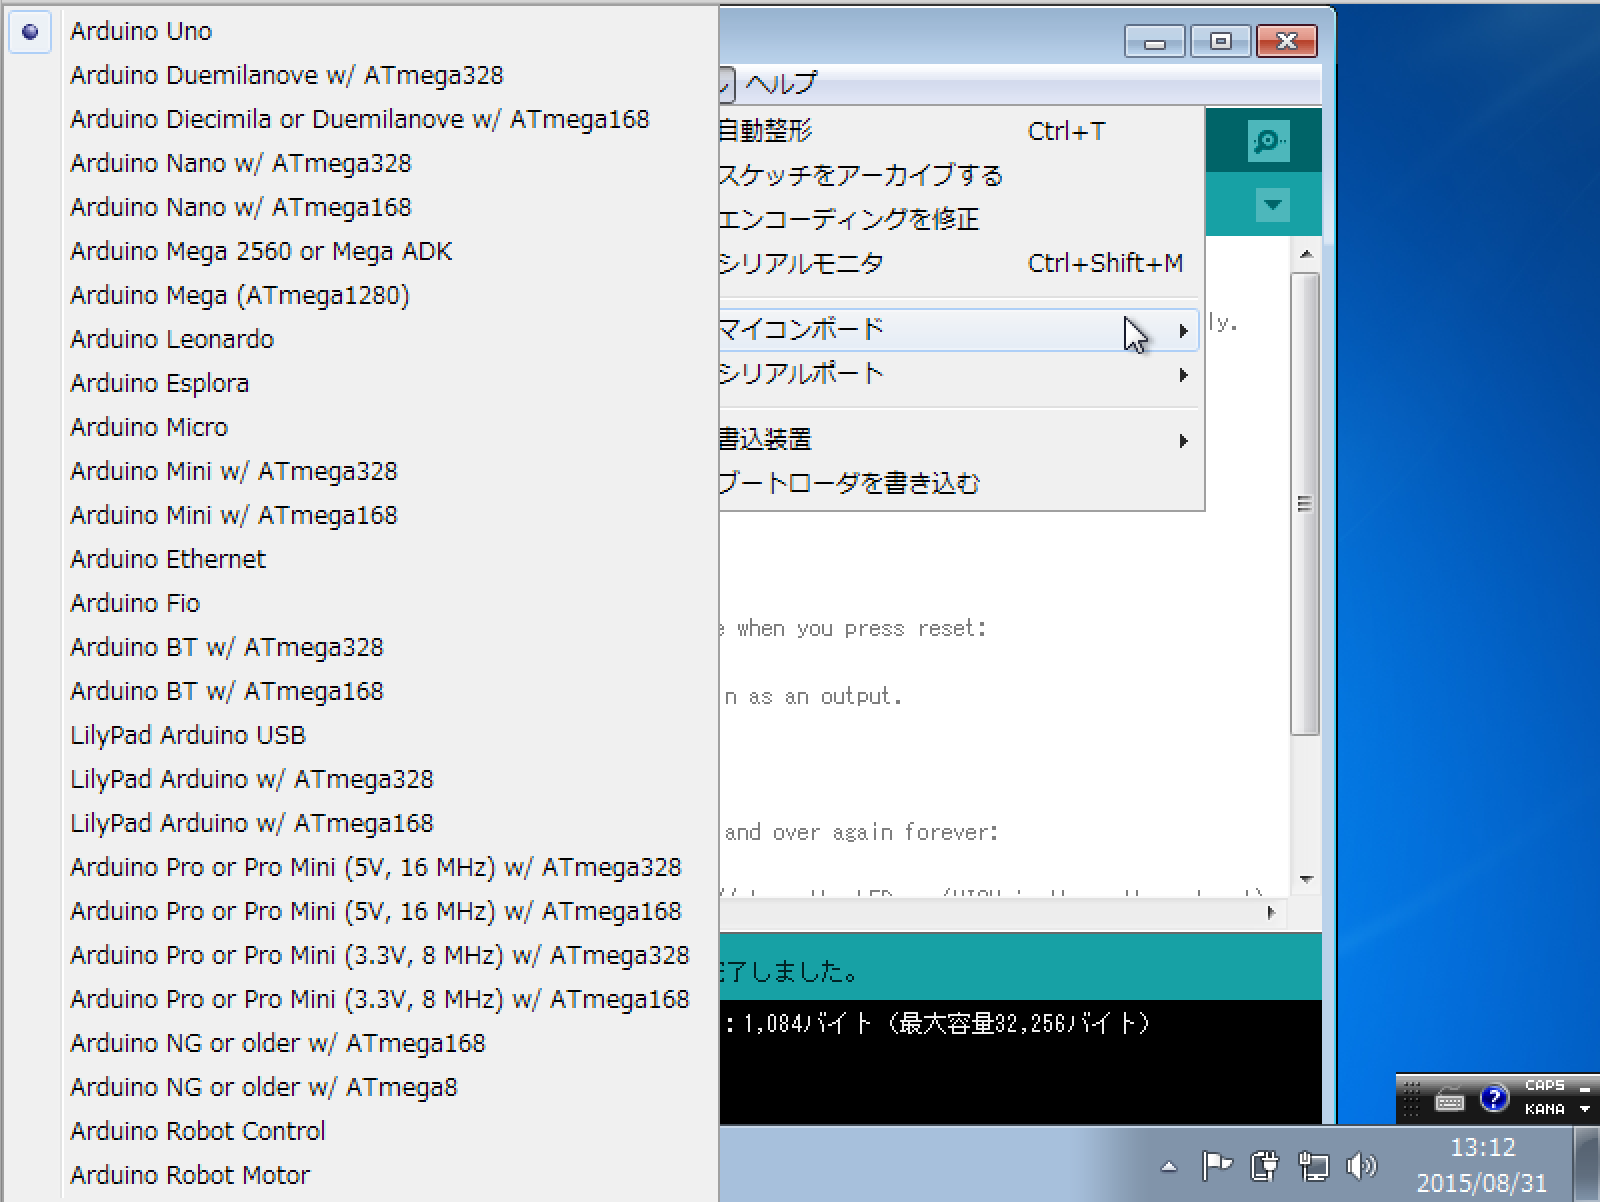 Arduino Uno
Arduino Duemilanove w/ ATmega328
Arduino Diecimila or Duemilanove w/ ATmega168
Arduino Nano w/ ATmega328
Arduino Nano w/ ATmega168
Arduino Mega 2560 or Mega ADK
Arduino Mega (ATmega1280)
Arduino Leonardo
Arduino Esplora
Arduino Micro
Arduino Mini w/ ATmega328
Arduino Mini w/ ATmega168
Arduino Ethernet
Arduino Fio
Arduino BT w/ ATmega328
Arduino BT w/ ATmega168
LilyPad Arduino USB
LilyPad Arduino w/ ATmega328
LilyPad Arduino w/ ATmega168
Arduino Pro or Pro Mini (5V, 16 MHz) w/ ATmega328
Arduino Pro or Pro Mini (5V, 16 MHz) w/ ATmega168
Arduino Pro or Pro Mini (3.3V, 8 MHz) w/ ATmega328
Arduino Pro or Pro Mini (3.3V, 8 MHz) w/ ATmega168
Arduino NG or older w/ ATmega168
Arduino NG or older w/ ATmega8
Arduino Robot Control
Arduino Robot Motor
ヘルプ
自動整形 Ctrl+T
スケッチをアーカイブする
エンコーディングを修正
シリアルモニタ Ctrl+Shift+M
マイコンボード
シリアルポート
書込装置
ブートローダを書き込む
ly.
when you press reset:
n as an output.
and over again forever:
了しました。
: 1,084バイト (最大容量32,256バイト)
CAPS
KANA
13:12
2015/08/31